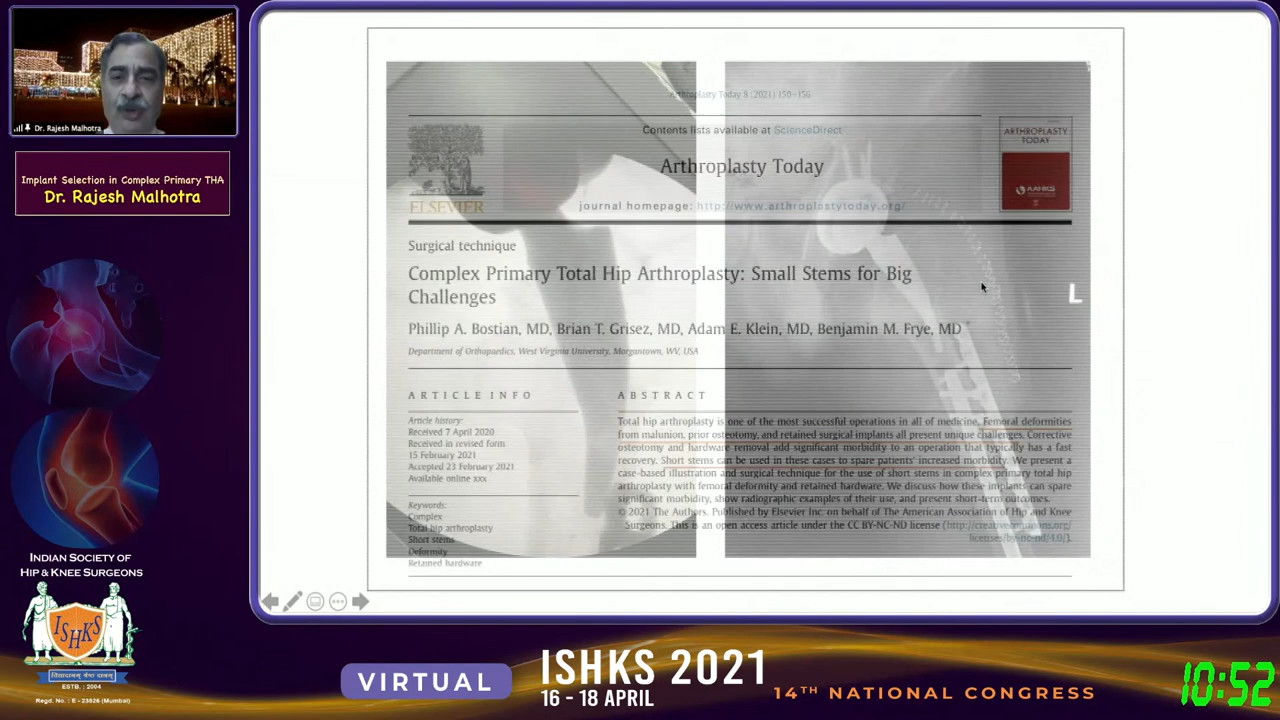 Dr. Rajesh Malhotra
Implant Selection in Complex Primary THA
Dr. Rajesh Malhotra
INDIAN SOCIETY OF
HIP & KNEE SURGEONS
ISHKS
ESTB. : 2004
Regd. No. : E - 23526 (Mumbai)
Arthroplasty Today 8 (2021) 150-156
Contents lists available at ScienceDirect
Arthroplasty Today
journal homepage: http://www.arthroplastytoday.org/
ELSEVIER
ARTHROPLASTY
TODAY
AAHKS
Surgical technique
Complex Primary Total Hip Arthroplasty: Small Stems for Big
Challenges
Phillip A. Bostian, MD, Brian T. Grisez, MD, Adam E. Klein, MD, Benjamin M. Frye, MD *
Department of Orthopaedics, West Virginia University, Morgantown, WV, USA
L
ARTICLE INFO
Article history:
Received 7 April 2020
Received in revised form
15 February 2021
Accepted 23 February 2021
Available online xxx
Keywords:
Complex
Total hip arthroplasty
Short stems
Deformity
Retained hardware
ABSTRACT
Total hip arthroplasty is one of the most successful operations in all of medicine. Femoral deformities
from malunion, prior osteotomy, and retained surgical implants all present unique challenges. Corrective
osteotomy and hardware removal add significant morbidity to an operation that typically has a fast
recovery. Short stems can be used in these cases to spare patients' increased morbidity. We present a
case-based illustration and surgical technique for the use of short stems in complex primary total hip
arthroplasty with femoral deformity and retained hardware. We discuss how these implants can spare
significant morbidity, show radiographic examples of their use, and present short-term outcomes.
© 2021 The Authors. Published by Elsevier Inc. on behalf of The American Association of Hip and Knee
Surgeons. This is an open access article under the CC BY-NC-ND license (http://creativecommons.org/
licenses/by-nc-nd/4.0/).
VIRTUAL
ISHKS 2021
16 - 18 APRIL
14TH NATIONAL CONGRESS
10:52